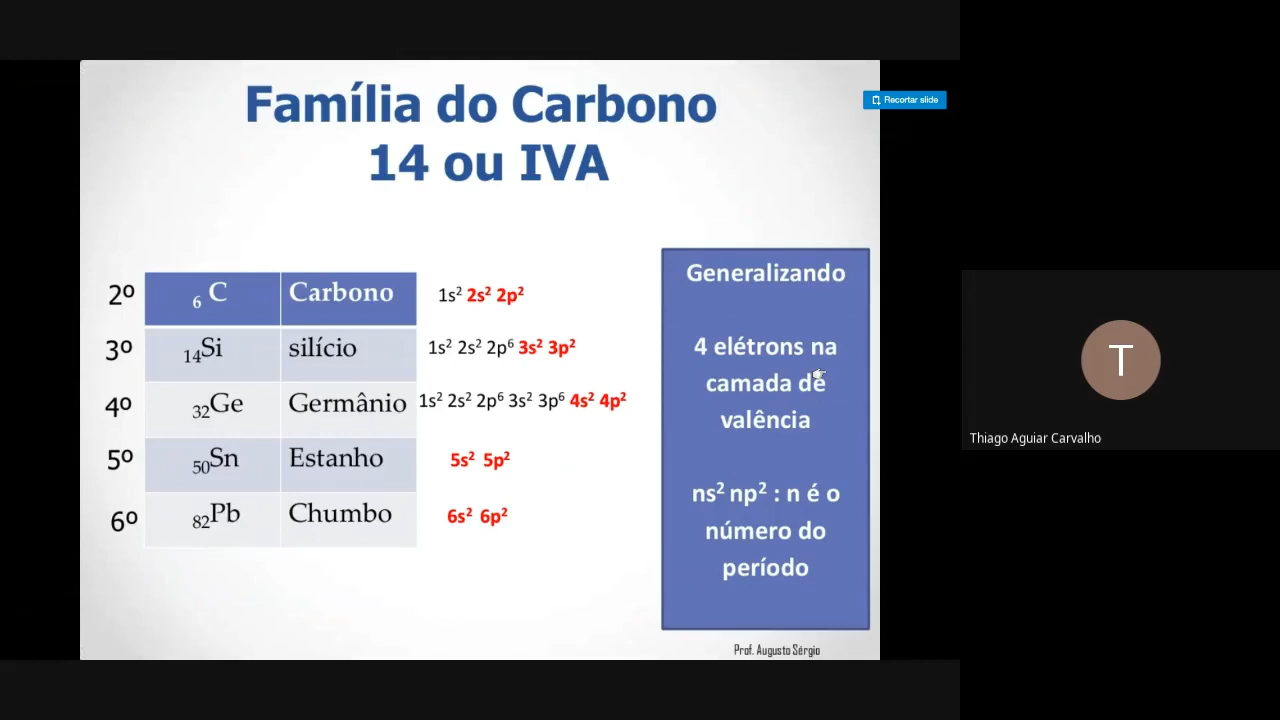 Família do Carbono
14 ou IVA
Recortar slide
2º ₆ C Carbono 1s² 2s² 2p²
3º ₁₄Si silício 1s² 2s² 2p⁶ 3s² 3p²
4º ₃₂Ge Germânio 1s² 2s² 2p⁶ 3s² 3p⁶ 4s² 4p²
5º ₅₀Sn Estanho 5s² 5p²
6º ₈₂Pb Chumbo 6s² 6p²
Generalizando
4 elétrons na
camada de
valência
ns² np² : n é o
número do
período
Prof. Augusto Sérgio
T
Thiago Aguiar Carvalho